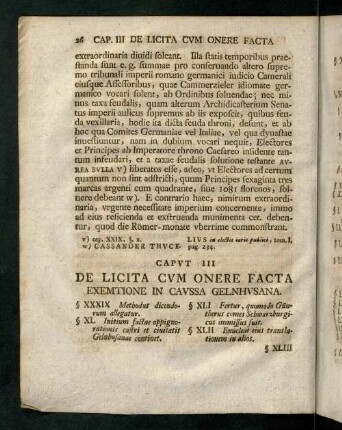 26 CAP. III DE LICITA CVM ONERE FACTA
extraordinaria diuidi soleant. Illa statis temporibus prae-
standa sunt e. g. summae pro conseruando altero supre-
mo tribunali imperii romano germanici iudicio Camerali
eiusque Assessoribus, quae Cammerzieler idiomate ger-
manico vocari solent, ab Ordinibus soluendae; nec mi-
nus taxa feudalis, quam alterum Archidicasterium Sena-
tus imperii aulicus supremus ab iis exposcit, quibus feu-
da vexillaria, hodie ita dicta feuda throni, desunt, et ab
hoc qua Comites Germaniae vel Italiae, vel qua dynastae
inuestiuntur, nam in dubium vocari nequit, Electores
et Principes ab Imperatore throno Caesareo insidente tan-
tum infeudari, et a taxae feudalis solutione testante AV-
REA BVLLA v) liberatos esse, adeo, vt Electores ad certum
quantum non sint adstricti, quum Principes sexaginta tres
marcas argenti cum quadrante, siue 1081 florenos, sol-
uere debeant w). E contrario haec, nimirum extraordi-
naria, vrgente necessitate imperium concernente, immo
ad eius reficienda et exstruenda munimenta cet. deben-
tur, quod die Römer-monate vberrime commonstrant.
v) cap. XXIX. §. 2.
w) CASSANDER THVCE-
LIVS in electis iuris publici, tom. I,
pag. 294.
CAPVT III
DE LICITA CVM ONERE FACTA
EXEMTIONE IN CAVSSA GELNHVSANA.
§ XXXIX Methodus dicendo-
rum allegatur.
§ XL. Initium factae oppigno-
rationis castri et ciuitatis
Gelnhusanae continet.
§ XLI Fertur, quomodo Gün-
therus comes Schwarzburgi-
cus immissus sit.
§ XLII Enucleat eius transla-
tionem in alios.
§ XLIII